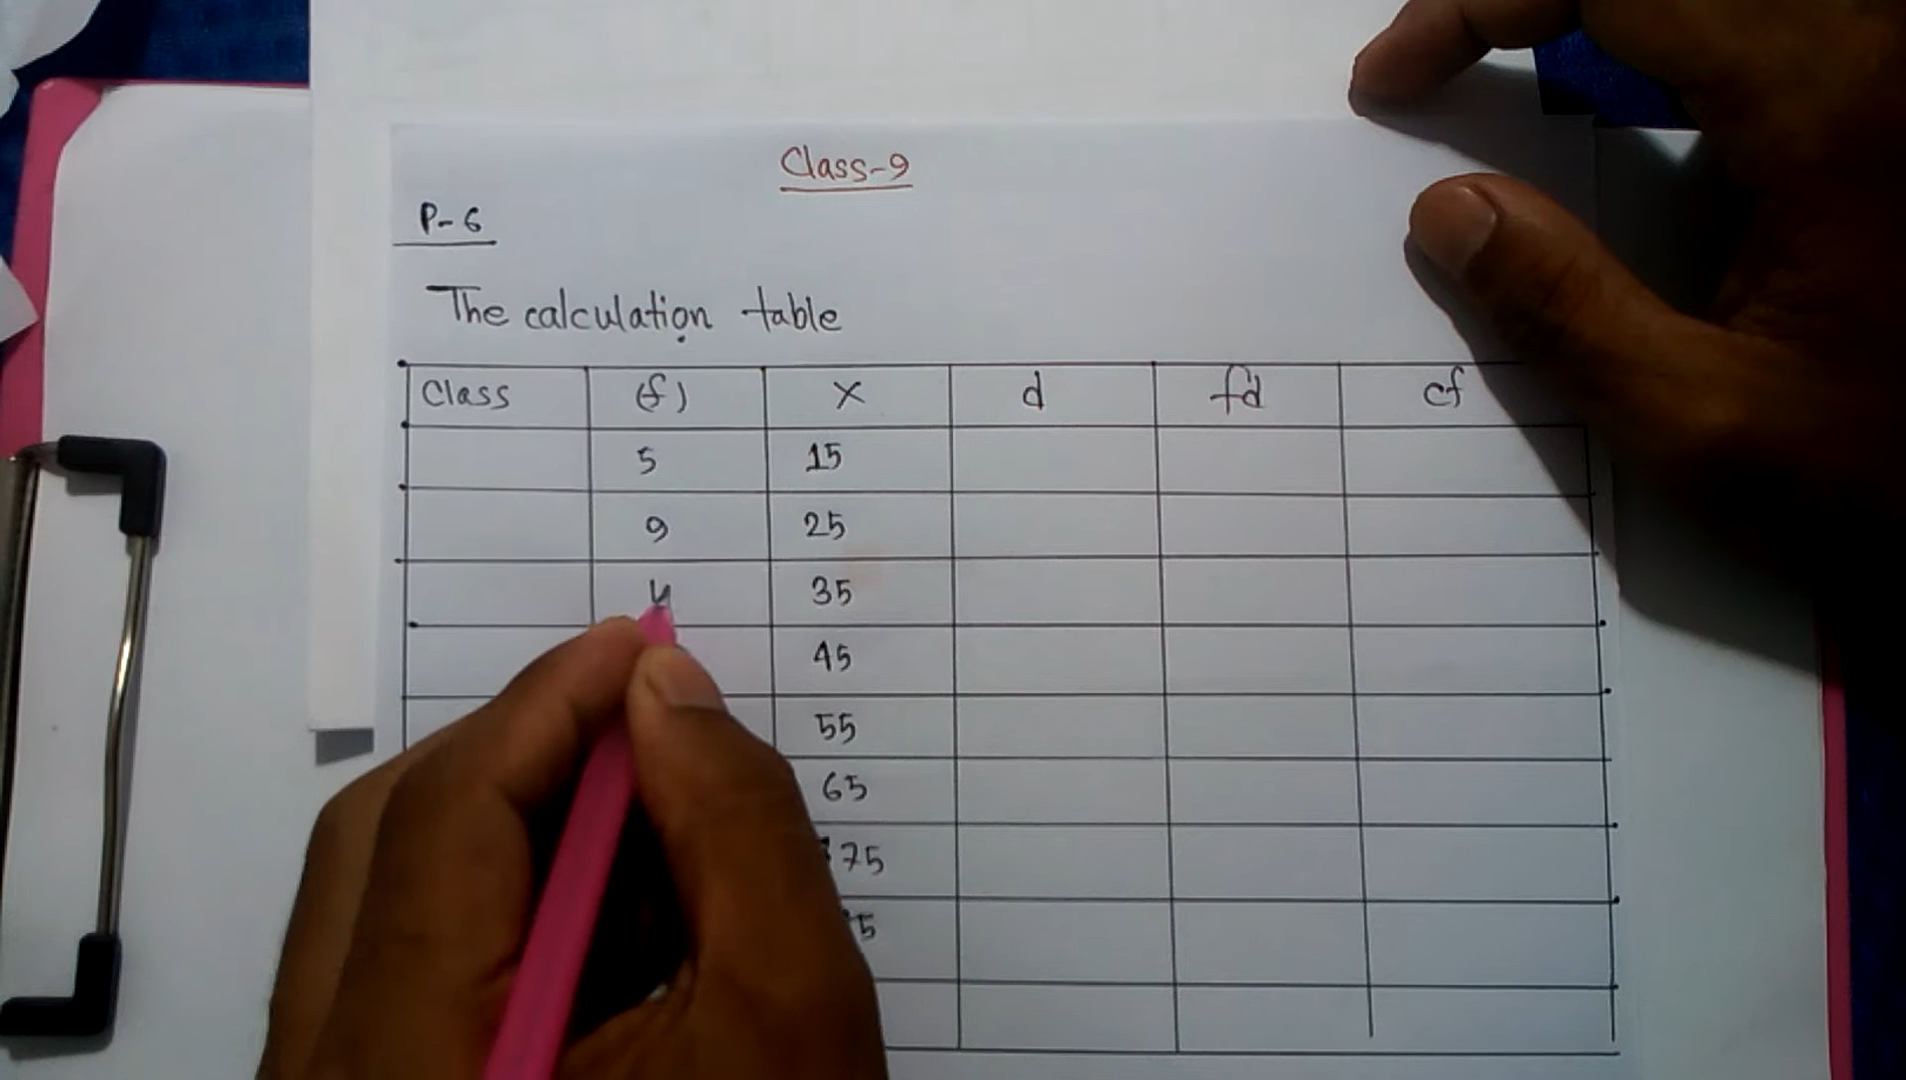 Class-9
P-6
The calculation table
Class (f) X d fd cf
5 15
9 25
35
45
55
65
75